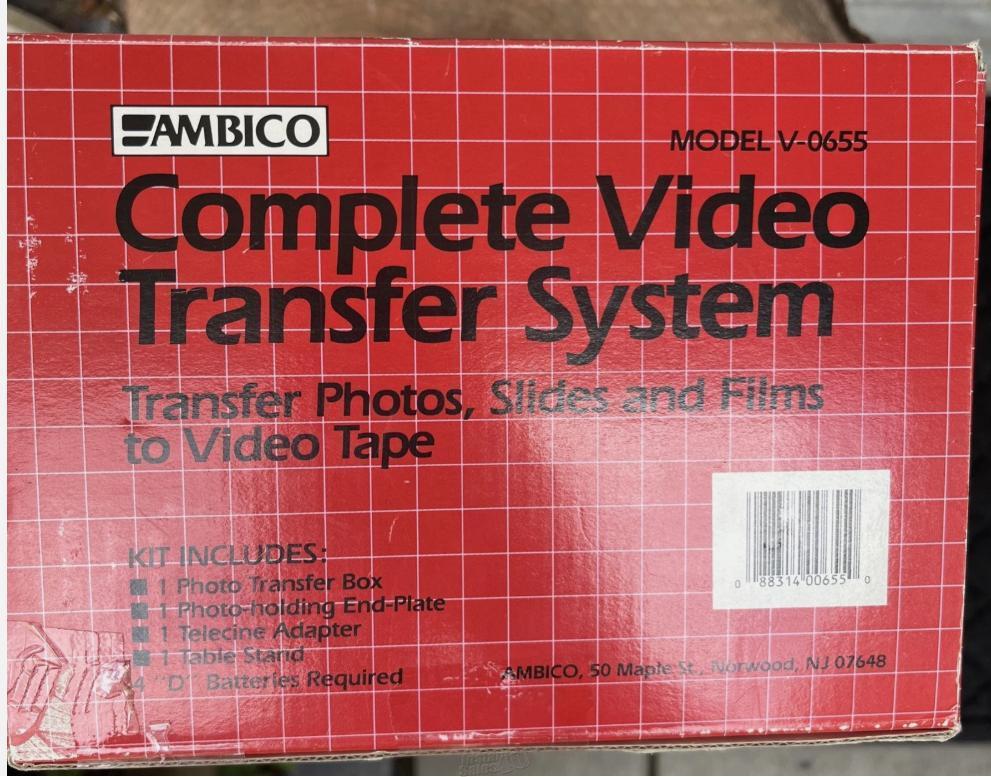 AMBICO
MODEL V-0655
Complete Video
Transfer System
Transfer Photos, Slides and Films
to Video Tape
KIT INCLUDES:
■ 1 Photo Transfer Box
■ 1 Photo-holding End-Plate
■ 1 Telecine Adapter
■ 1 Table Stand
4 "D" Batteries Required
AMBICO, 50 Maple St., Norwood, NJ 07648
0 88314 00655 0